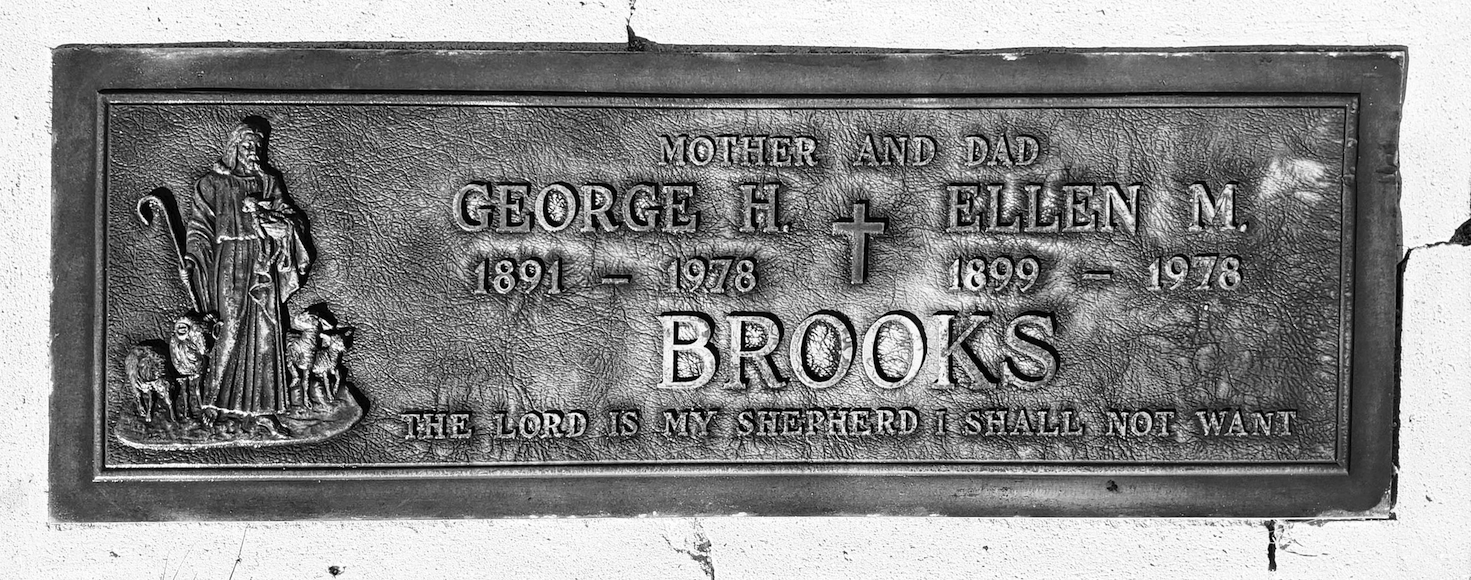 MOTHER AND DAD
GEORGE H. ELLEN M.
1891 – 1978 1899 – 1978
BROOKS
THE LORD IS MY SHEPHERD I SHALL NOT WANT